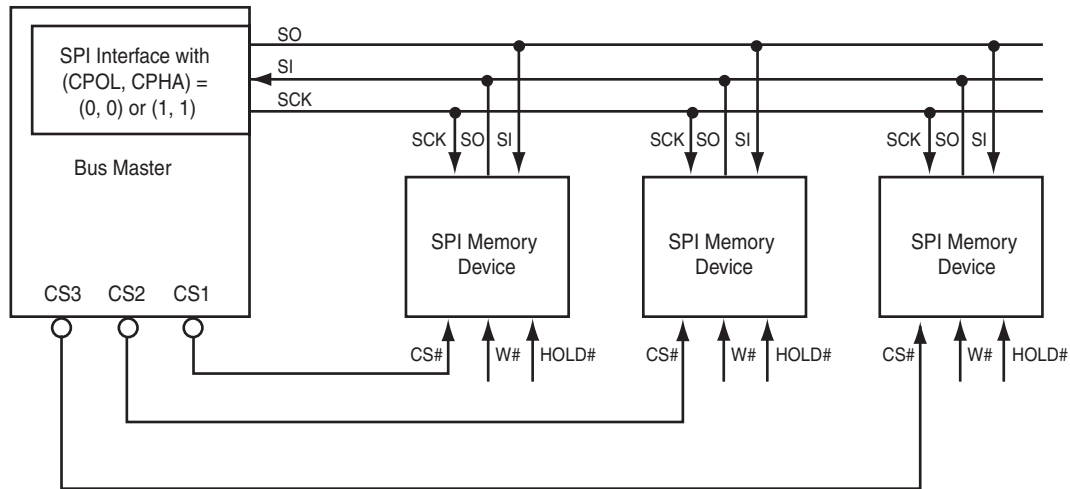 SPI Interface with
(CPOL, CPHA) =
(0, 0) or (1, 1)
Bus Master
SO
SI
SCK
SCK SO SI
SCK SO SI
SCK SO SI
SPI Memory
Device
SPI Memory
Device
SPI Memory
Device
CS3 CS2 CS1
CS# W# HOLD#
CS# W# HOLD#
CS# W# HOLD#